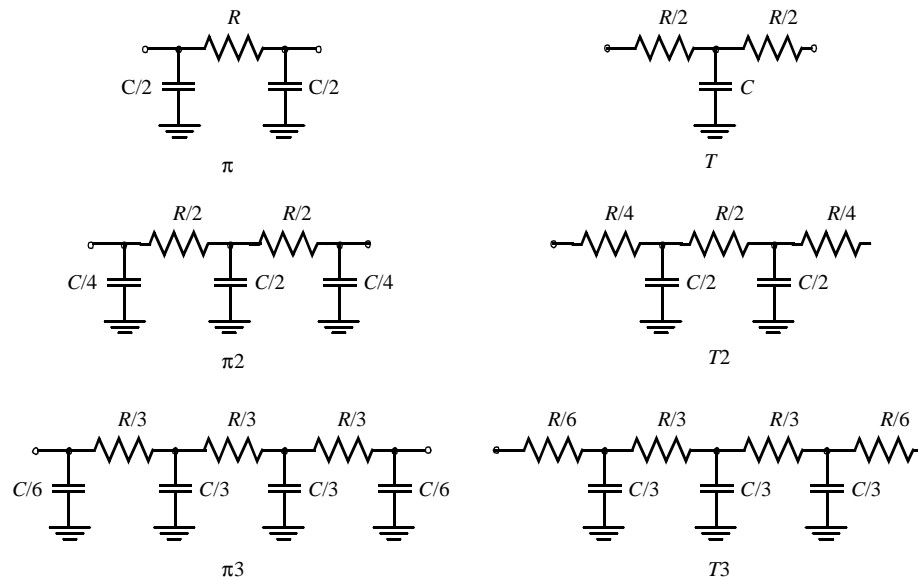 R
C/2 C/2
π
R/2 R/2
C
T
R/2 R/2
C/4 C/2 C/4
π2
R/4 R/2 R/4
C/2 C/2
T2
R/3 R/3 R/3
C/6 C/3 C/3 C/6
π3
R/6 R/3 R/3 R/6
C/3 C/3 C/3
T3